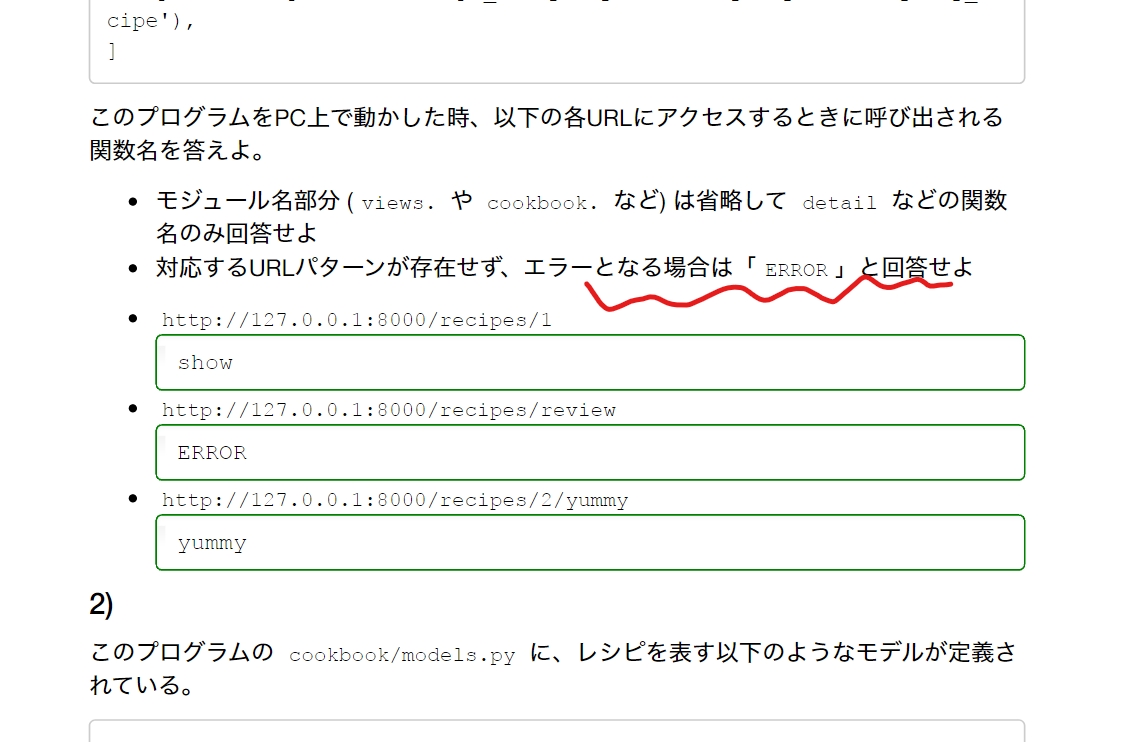 cipe'),
]
このプログラムをPC上で動かした時、以下の各URLにアクセスするときに呼び出される
関数名を答えよ。
モジュール名部分 ( views. や cookbook. など) は省略して detail などの関数
名のみ回答せよ
対応するURLパターンが存在せず、エラーとなる場合は「 ERROR 」と回答せよ
http://127.0.0.1:8000/recipes/1
show
http://127.0.0.1:8000/recipes/review
ERROR
http://127.0.0.1:8000/recipes/2/yummy
yummy
2)
このプログラムの cookbook/models.py に、レシピを表す以下のようなモデルが定義さ
れている。